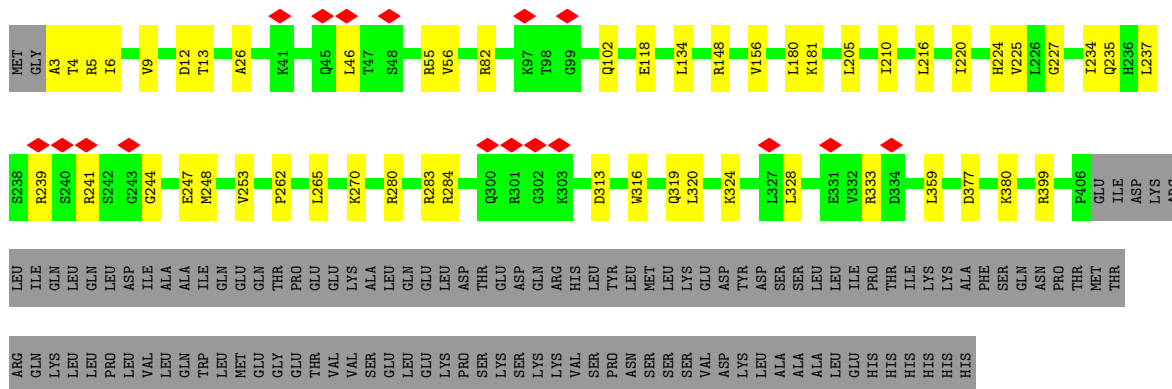 MET GLY A3 T4 R5 I6 V9 D12 T13 A26 K41 Q45 L46 T47 S48 R55 V56 R82 K97 T98 G99 Q102 E118 L134 R148 V156 L180 K181 L205 I210 L216 I220 H224 V225 L226 G227 I234 Q235 H236 L237
S238 R239 S240 R241 S242 G243 G244 E247 M248 V253 P262 L265 K270 R280 R283 R284 Q300 R301 G302 K303 D313 W316 Q319 L320 K324 L327 L328 E331 V332 R333 D334 L359 D377 K380 R399 P406 GLU ILE ASP LYS ARG
LEU ILE GLN LEU GLN LEU ASP ILE ALA ALA ILE GLN GLU GLN THR PRO GLU GLU LYS ALA LEU GLN GLU ARG LEU ASP THR GLU ASP GLN ARG HIS LEU TYR LEU MET LEU LYS GLU ASP TYR ASP SER SER LEU LEU ILE PRO THR ILE LYS LYS ALA PHE SER GLN ASN PRO THR MET THR
ARG GLN LYS LEU LEU PRO LEU VAL LEU GLN TRP LEU MET GLU GLY GLU THR VAL VAL SER GLU LEU GLU LYS PRO SER LYS SER LYS LYS VAL SER PRO ASN SER ASP SER SER VAL ASP LYS LEU ALA ALA ALA LEU GLU HIS HIS HIS HIS HIS HIS